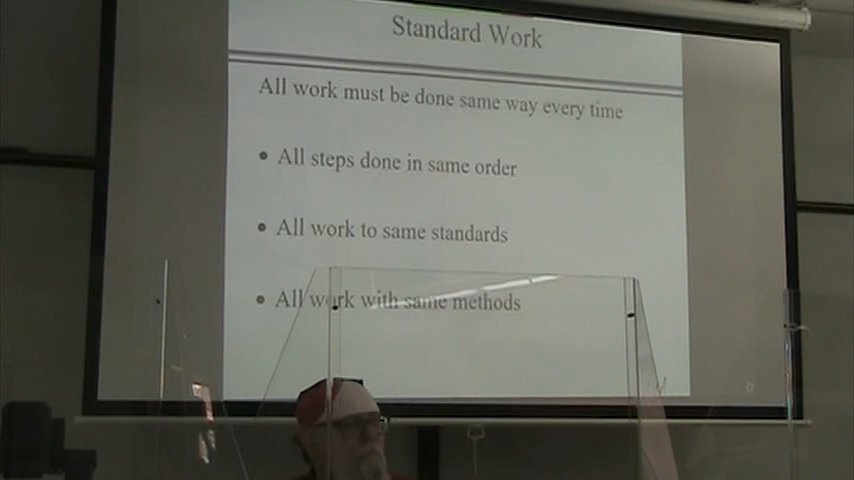 Standard Work
All work must be done same way every time
• All steps done in same order
• All work to same standards
• All work with same methods